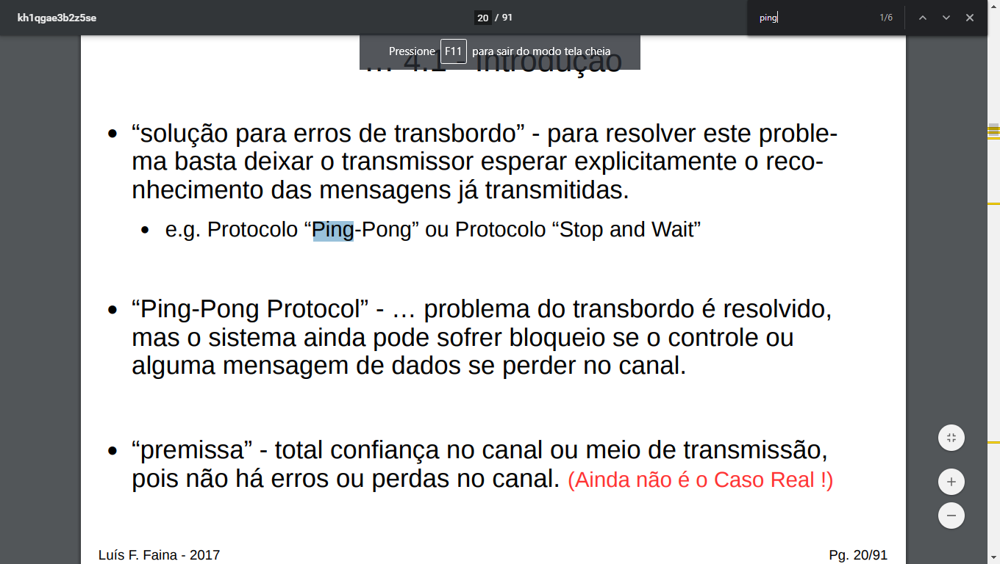 kh1qgae3b2z5se
20 / 91
ping
1/6
Pressione F11 para sair do modo tela cheia
... 4.1 - Introdução
• “solução para erros de transbordo” - para resolver este proble-
ma basta deixar o transmissor esperar explicitamente o reco-
nhecimento das mensagens já transmitidas.
• e.g. Protocolo “Ping-Pong” ou Protocolo “Stop and Wait”
• “Ping-Pong Protocol” - … problema do transbordo é resolvido,
mas o sistema ainda pode sofrer bloqueio se o controle ou
alguma mensagem de dados se perder no canal.
• “premissa” - total confiança no canal ou meio de transmissão,
pois não há erros ou perdas no canal. (Ainda não é o Caso Real !)
Luís F. Faina - 2017
Pg. 20/91